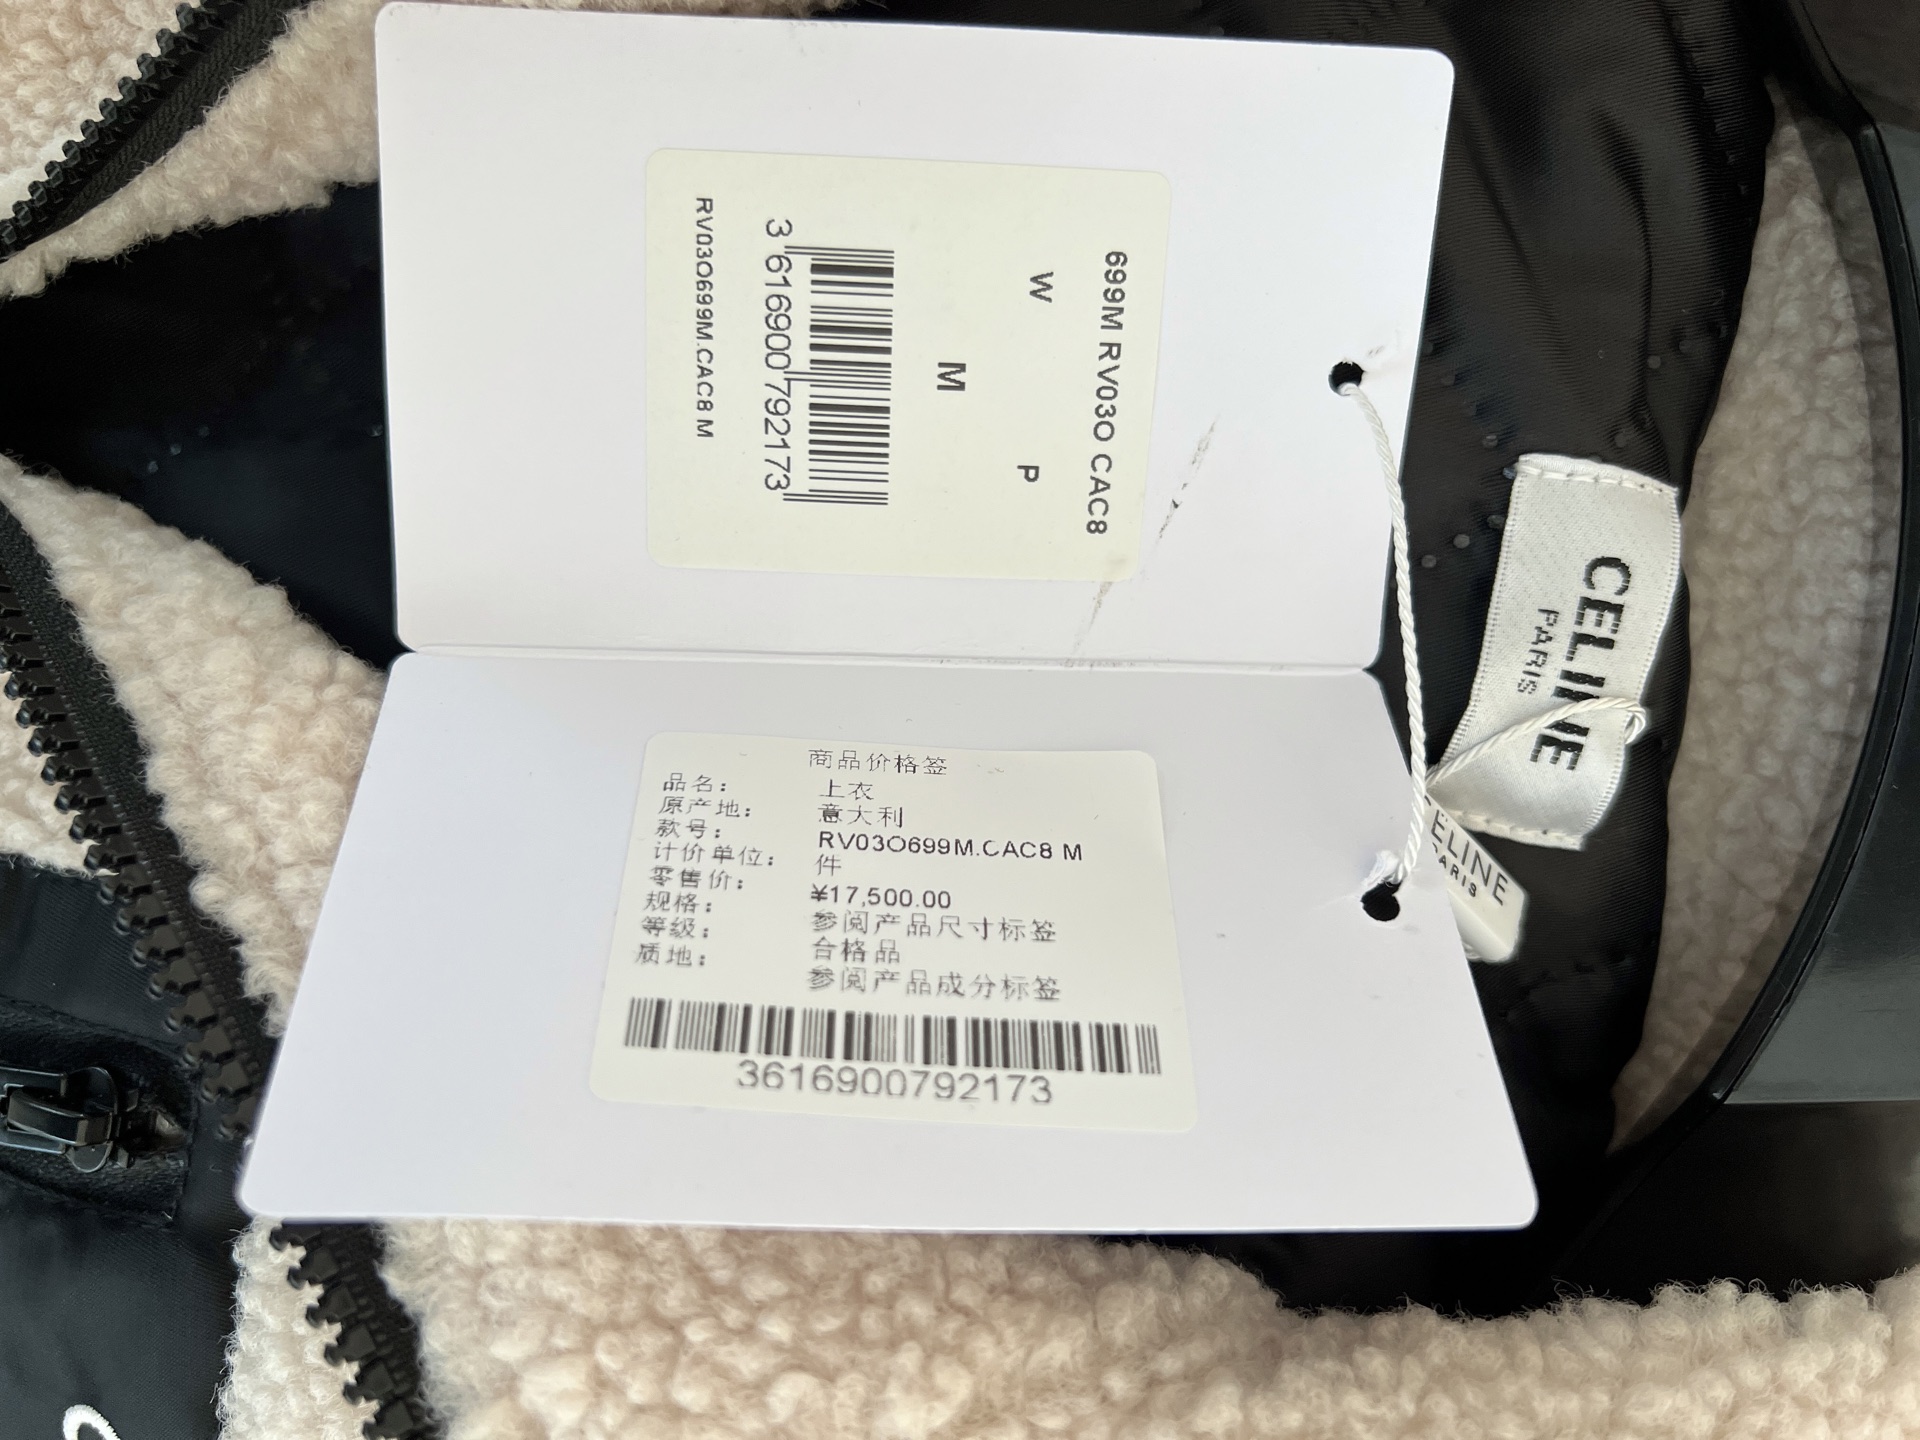 699M RV03O CAC8
W P
M
3 616900 792173
RV03O699M.CAC8 M
CELINE
PARIS
ELINE
ARIS
商品价格签
品名: 上衣
原产地: 意大利
款号: RV03O699M.CAC8 M
计价单位: 件
零售价: ¥17,500.00
规格: 参阅产品尺寸标签
等级: 合格品
质地: 参阅产品成分标签
3616900792173